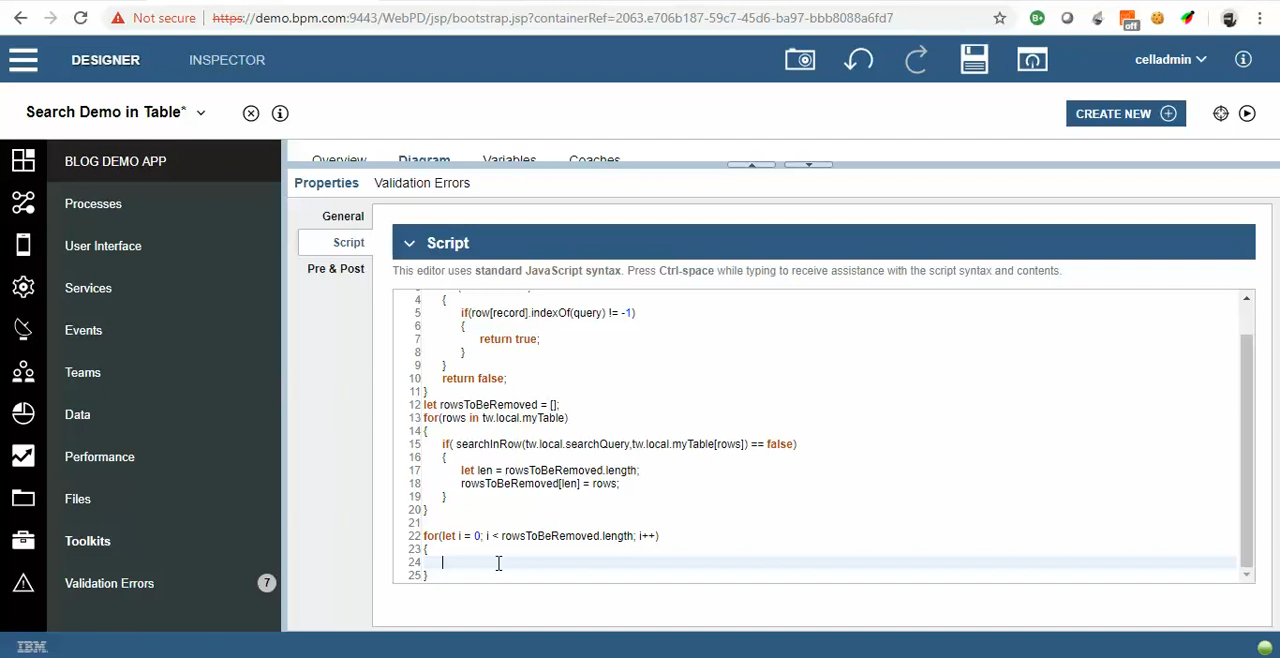 Not secure
https://demo.bpm.com:9443/WebPD/jsp/bootstrap.jsp?containerRef=2063.e706b187-59c7-45d6-ba97-bbb8088a6fd7
B+
off
DESIGNER
INSPECTOR
celladmin
Search Demo in Table*
CREATE NEW
BLOG DEMO APP
Processes
User Interface
Services
Events
Teams
Data
Performance
Files
Toolkits
Validation Errors
7
Overview Diagram Variables Coaches
Properties Validation Errors
General
Script
Pre & Post
Script
This editor uses standard JavaScript syntax. Press Ctrl-space while typing to receive assistance with the script syntax and contents.
4 {
5 if(row[record].indexOf(query) != -1)
6 {
7 return true;
8 }
9 }
10 return false;
11 }
12 let rowsToBeRemoved = [];
13 for(rows in tw.local.myTable)
14 {
15 if( searchInRow(tw.local.searchQuery,tw.local.myTable[rows]) == false)
16 {
17 let len = rowsToBeRemoved.length;
18 rowsToBeRemoved[len] = rows;
19 }
20 }
21
22 for(let i = 0; i < rowsToBeRemoved.length; i++)
23 {
24
25 }
IBM